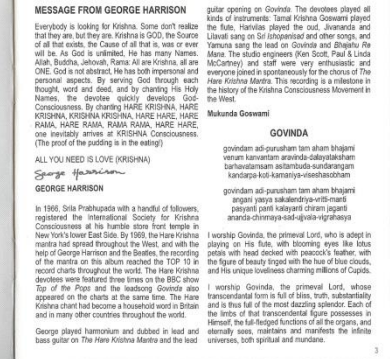 MESSAGE FROM GEORGE HARRISON
Everybody is looking for Krishna. Some don't realize
that they are, but they are. Krishna is GOD, the Source
of all that exists, the Cause of all that is, was or ever
will be. As God is unlimited, He has many Names.
Allah, Buddha, Jehovah, Rama: All are Krishna, all are
ONE. God is not abstract, He has both impersonal and
personal aspects. By serving God through each
thought, word and deed, and by chanting His Holy
Names, the devotee quickly develops God-
Consciousness. By chanting HARE KRISHNA, HARE
KRISHNA, KRISHNA KRISHNA, HARE HARE, HARE
RAMA, HARE RAMA, RAMA RAMA, HARE HARE,
one inevitably arrives at KRISHNA Consciousness.
(The proof of the pudding is in the eating!)
ALL YOU NEED IS LOVE (KRISHNA)
George Harrison
GEORGE HARRISON
In 1966, Srila Prabhupada with a handful of followers,
registered the International Society for Krishna
Consciousness at his humble store front temple in
New York's lower East Side. By 1969, the Hare Krishna
mantra had spread throughout the West, and with the
help of George Harrison and the Beatles, the recording
of the mantra on this album reached the TOP 10 in
record charts throughout the world. The Hare Krishna
devotees were featured three times on the BBC show
Top of the Pops and the leadsong Govinda also
appeared on the charts at the same time. The Hare
Krishna chant had become a household word in Britain
and in many other countries throughout the world.
George played harmonium and dubbed in lead and
bass guitar on the Hare Krishna Mantra and the lead
guitar opening on Govinda. The devotees played all
kinds of instruments: Tamal Krishna Goswami played
the flute, Harivilas played the oud, Jivananda and
Lilavati sang on Sri Ishopanisad and other songs, and
Yamuna sang the lead on Govinda and Bhajahu Re
Mana. The studio engineers (Ken Scott, Paul & Linda
McCartney) and staff were very enthusiastic and
everyone joined in spontaneously for the chorus of The
Hare Krishna Mantra. This recording is a milestone in
the history of the Krishna Consciousness Movement in
the West.
Mukunda Goswami
GOVINDA
govindam adi-purusham tam aham bhajami
venum kanvantam aravinda-dalayataksham
barhavatamsam asitambuda-sundarangam
kandarpa-koti-kamaniya-viseshasobham
govindam adi-purusham tam aham bhajami
angani yasya sakalendriya-vritti-manti
pasyanti panti kalayanti chiram jaganti
ananda-chinmaya-sad-ujjvala-vigrahasya
I worship Govinda, the primeval Lord, who is adept in
playing on His flute, with blooming eyes like lotus
petals with head decked with peacock's feather, with
the figure of beauty tinged with the hue of blue clouds,
and His unique loveliness charming millions of Cupids.
I worship Govinda, the primeval Lord, whose
transcendental form is full of bliss, truth, substantiality
and is thus full of the most dazzling splendor. Each of
the limbs of that transcendental figure possesses in
Himself, the full-fledged functions of all the organs, and
eternally sees, maintains and manifests the infinite
universes, both spiritual and mundane.
3